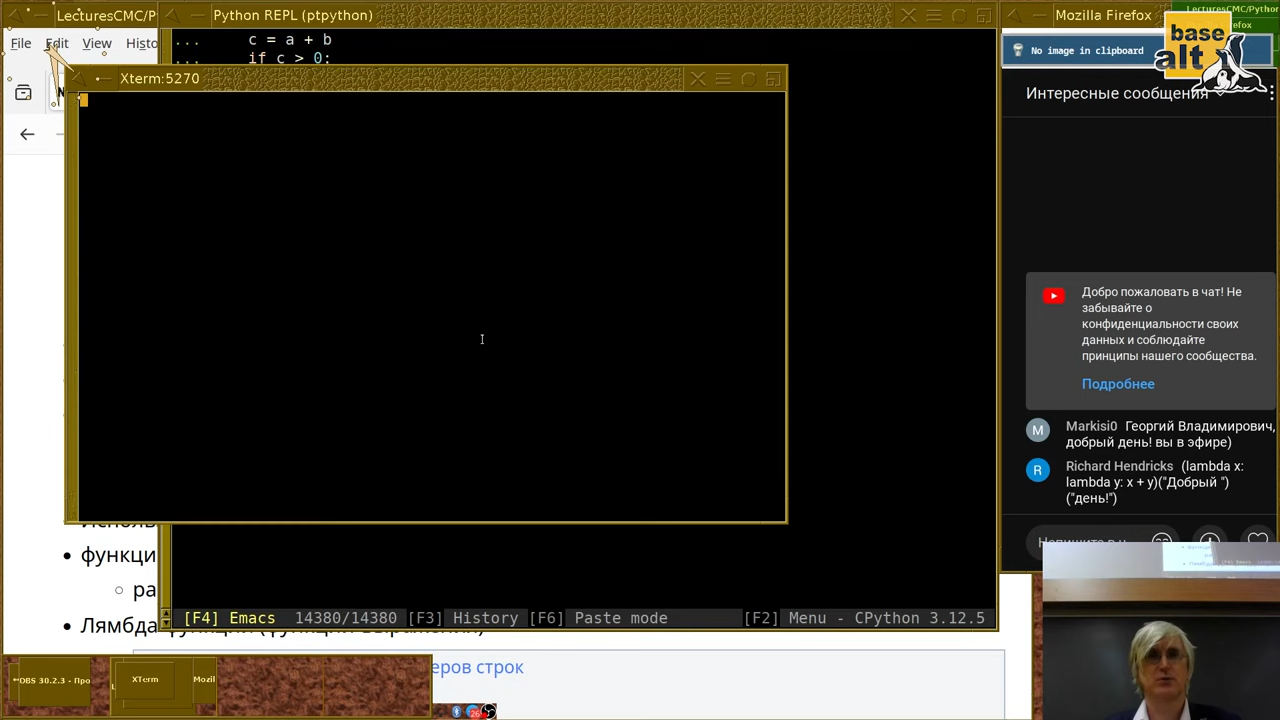 LecturesCMC/P
Python REPL (ptpython)
Mozilla Firefox
LecturesCMC/Python
File Edit View Histo
... c = a + b
... if c > 0:
No image in clipboard
base
alt
Xterm:5270
Интересные сообщения
Добро пожаловать в чат! Не
забывайте о
конфиденциальности своих
данных и соблюдайте
принципы нашего сообщества.
Подробнее
Markisi0 Георгий Владимирович,
добрый день! вы в эфире)
Richard Hendricks (lambda x:
lambda y: x + y)("Добрый ")
("день!")
функци
ра
[F4] Emacs 14380/14380 [F3] History [F6] Paste mode [F2] Menu - CPython 3.12.5
Лямбда
еров строк
OBS 30.2.3 - Про
XTerm
Mozil
26